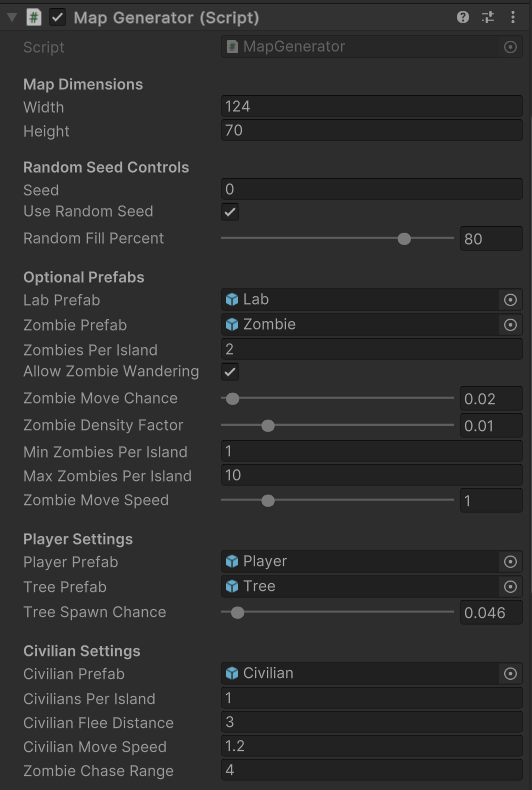 Map Generator (Script)
Script MapGenerator
Map Dimensions
Width 124
Height 70
Random Seed Controls
Seed 0
Use Random Seed
Random Fill Percent 80
Optional Prefabs
Lab Prefab Lab
Zombie Prefab Zombie
Zombies Per Island 2
Allow Zombie Wandering
Zombie Move Chance 0.02
Zombie Density Factor 0.01
Min Zombies Per Island 1
Max Zombies Per Island 10
Zombie Move Speed 1
Player Settings
Player Prefab Player
Tree Prefab Tree
Tree Spawn Chance 0.046
Civilian Settings
Civilian Prefab Civilian
Civilians Per Island 1
Civilian Flee Distance 3
Civilian Move Speed 1.2
Zombie Chase Range 4